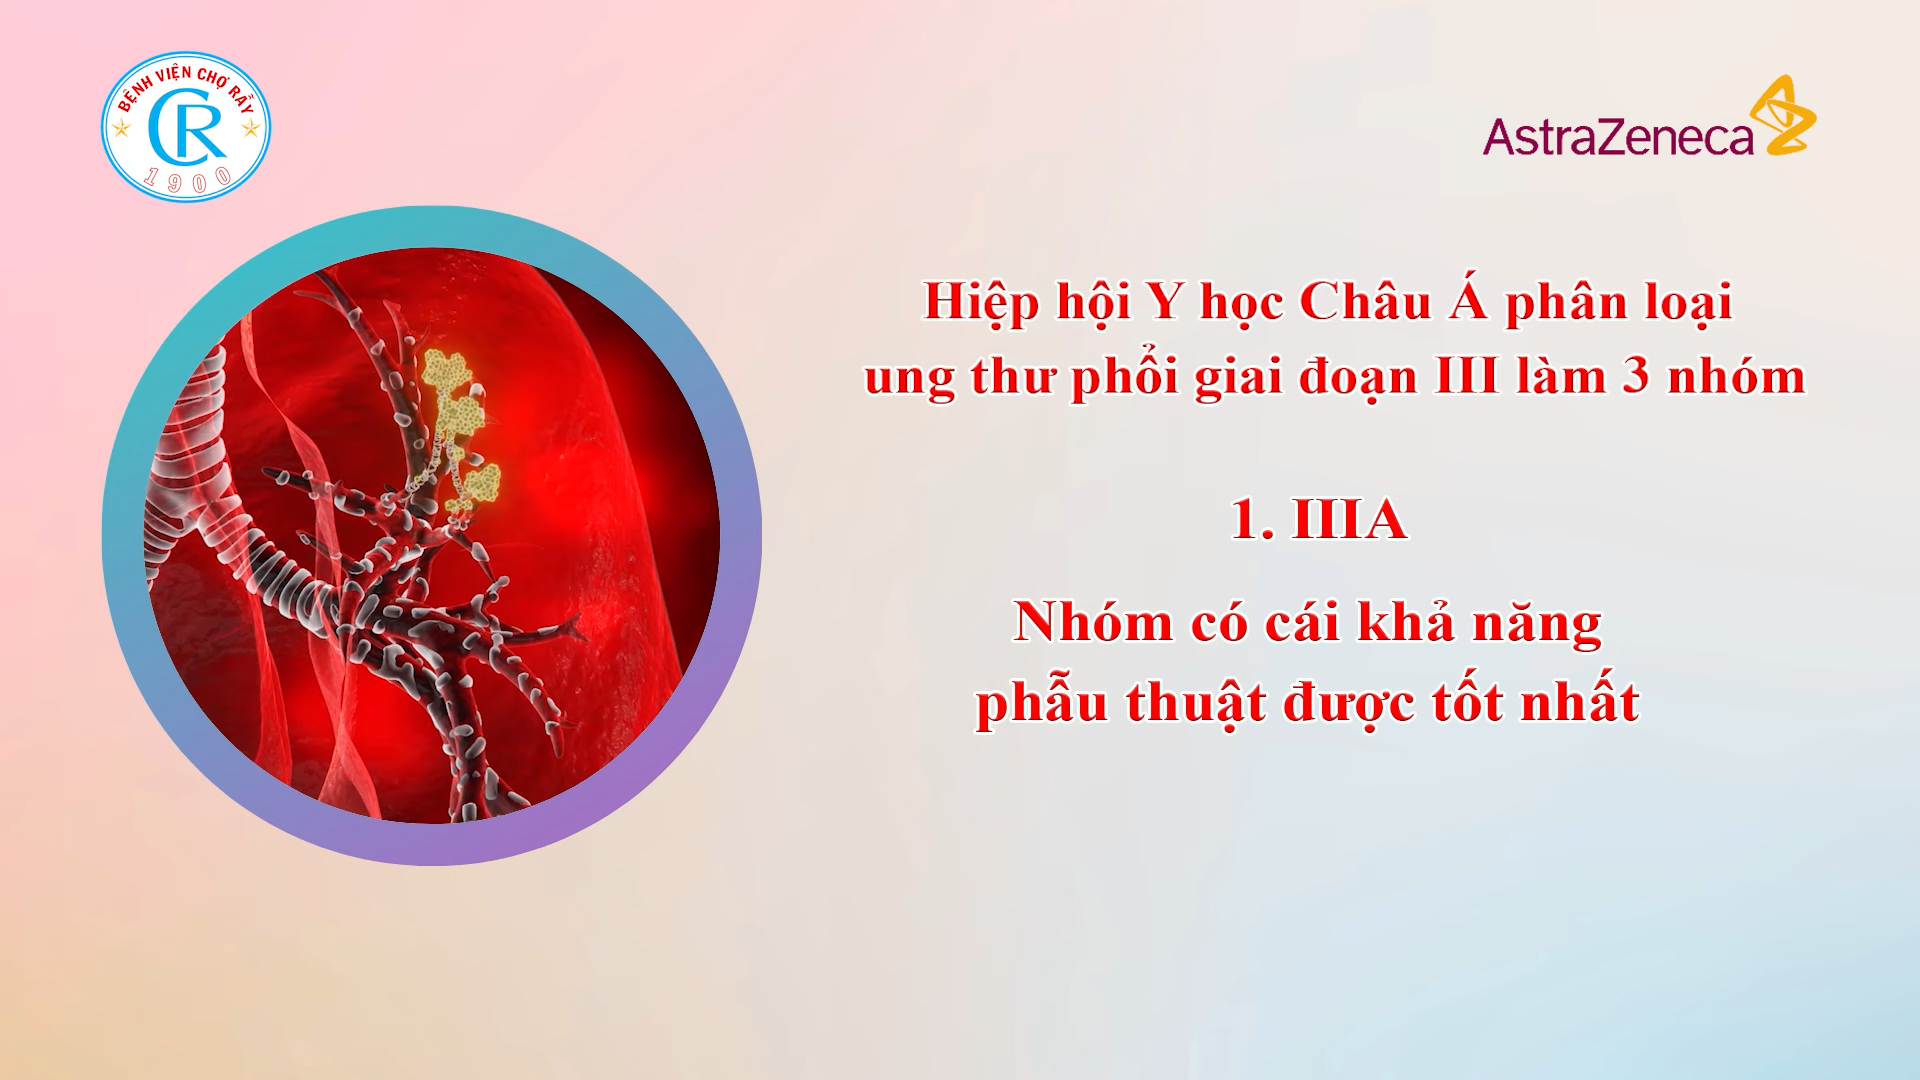 BỆNH VIỆN CHỢ RẪY
CR
1900
AstraZeneca
Hiệp hội Y học Châu Á phân loại
ung thư phổi giai đoạn III làm 3 nhóm
1. IIIA
Nhóm có cái khả năng
phẫu thuật được tốt nhất